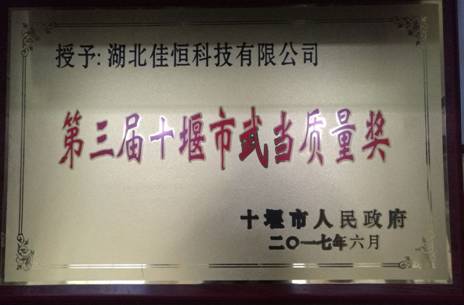 授予:湖北佳恒科技有限公司
第三届十堰市武当质量奖
十堰市人民政府
二〇一七年六月